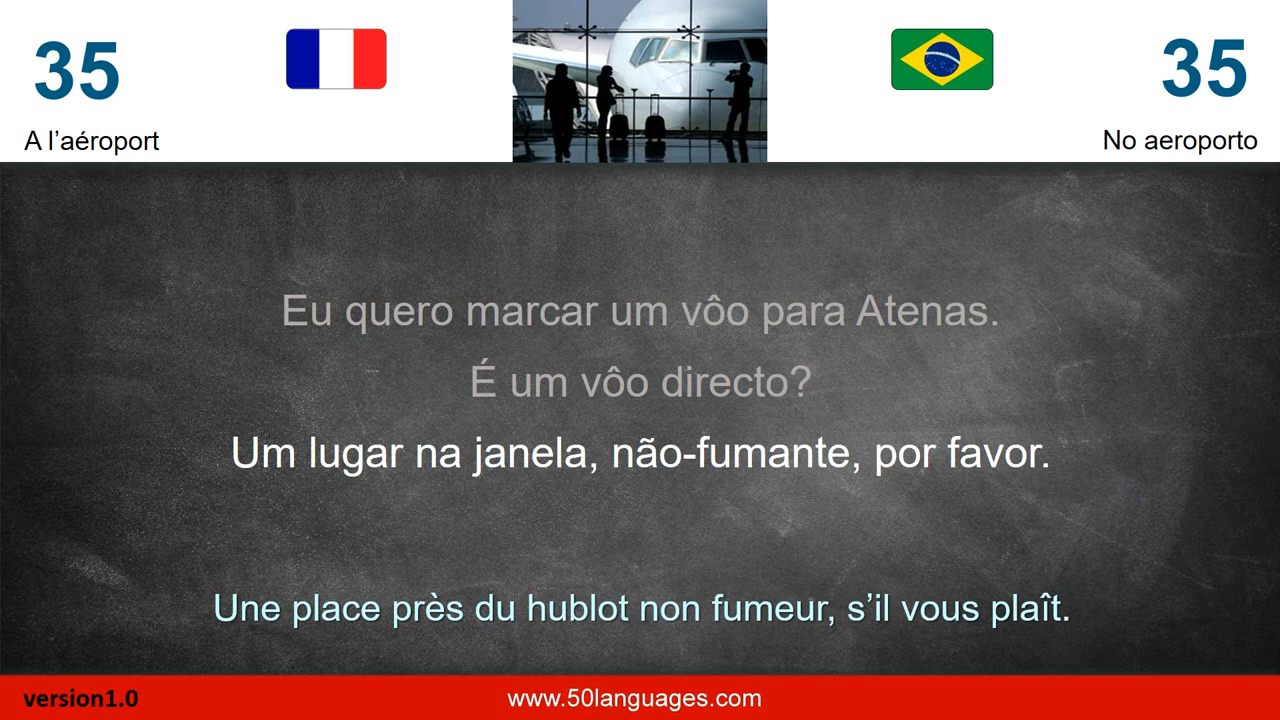 35
35
A l’aéroport
No aeroporto
Eu quero marcar um vôo para Atenas.
É um vôo directo?
Um lugar na janela, não-fumante, por favor.
Une place près du hublot non fumeur, s’il vous plaît.
version1.0
www.50languages.com